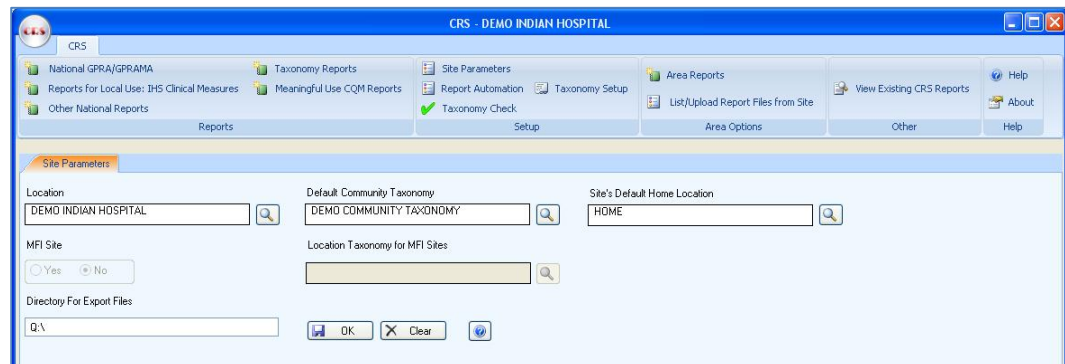 CRS - DEMO INDIAN HOSPITAL
CRS
CRS
National GPRA/GPRAMA
Taxonomy Reports
Site Parameters
Area Reports
Help
Reports for Local Use: IHS Clinical Measures
Meaningful Use CQM Reports
Report Automation
Taxonomy Setup
View Existing CRS Reports
Other National Reports
Taxonomy Check
List/Upload Report Files from Site
About
Reports
Setup
Area Options
Other
Help
Site Parameters
Location
Default Community Taxonomy
Site's Default Home Location
DEMO INDIAN HOSPITAL
DEMO COMMUNITY TAXONOMY
HOME
MFI Site
Location Taxonomy for MFI Sites
Yes
No
Directory For Export Files
Q:\
OK
Clear